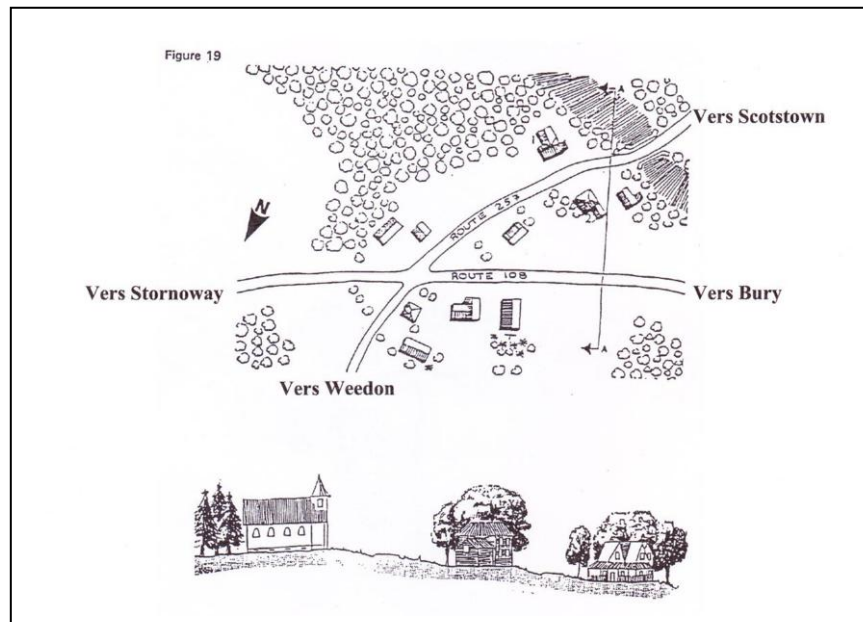 Figure 19
A
Vers Scotstown
N
ROUTE 253
ROUTE 108
Vers Stornoway
Vers Bury
A
Vers Weedon